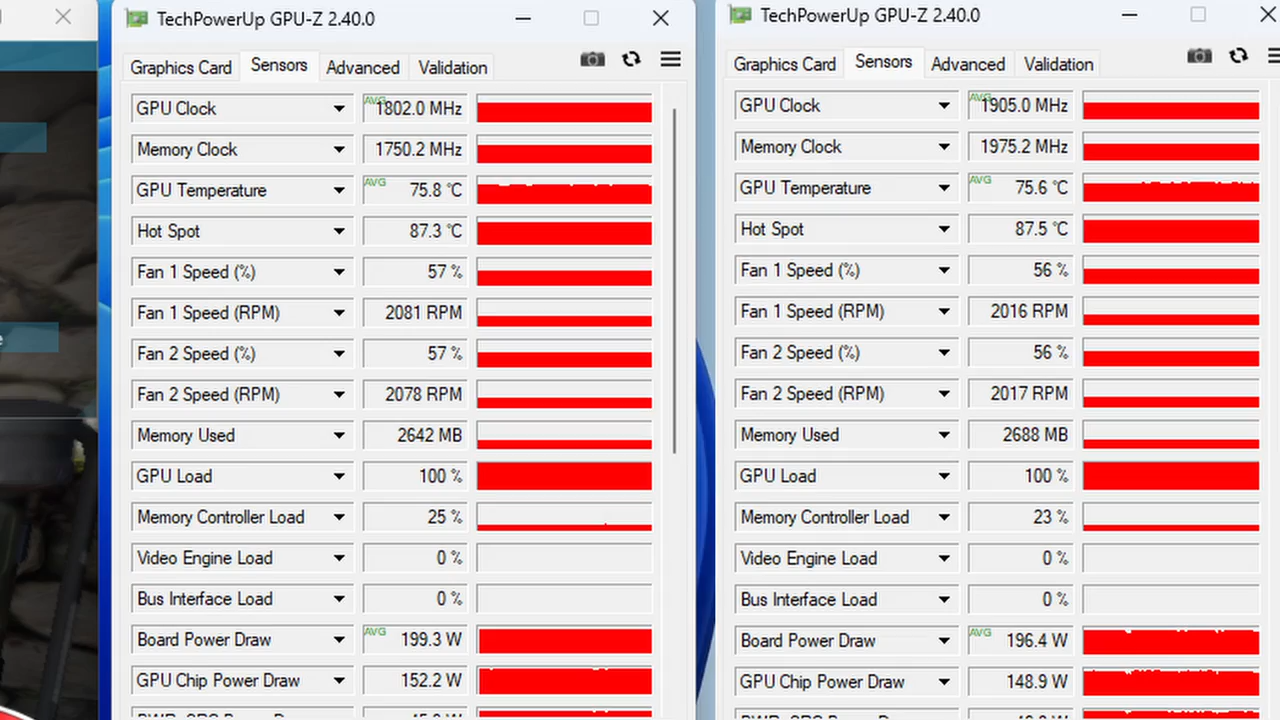 TechPowerUp GPU-Z 2.40.0
Graphics Card Sensors Advanced Validation
GPU Clock AVG 1802.0 MHz
Memory Clock 1750.2 MHz
GPU Temperature AVG 75.8 °C
Hot Spot 87.3 °C
Fan 1 Speed (%) 57 %
Fan 1 Speed (RPM) 2081 RPM
Fan 2 Speed (%) 57 %
Fan 2 Speed (RPM) 2078 RPM
Memory Used 2642 MB
GPU Load 100 %
Memory Controller Load 25 %
Video Engine Load 0 %
Bus Interface Load 0 %
Board Power Draw AVG 199.3 W
GPU Chip Power Draw 152.2 W
TechPowerUp GPU-Z 2.40.0
Graphics Card Sensors Advanced Validation
GPU Clock AVG 1905.0 MHz
Memory Clock 1975.2 MHz
GPU Temperature AVG 75.6 °C
Hot Spot 87.5 °C
Fan 1 Speed (%) 56 %
Fan 1 Speed (RPM) 2016 RPM
Fan 2 Speed (%) 56 %
Fan 2 Speed (RPM) 2017 RPM
Memory Used 2688 MB
GPU Load 100 %
Memory Controller Load 23 %
Video Engine Load 0 %
Bus Interface Load 0 %
Board Power Draw AVG 196.4 W
GPU Chip Power Draw 148.9 W